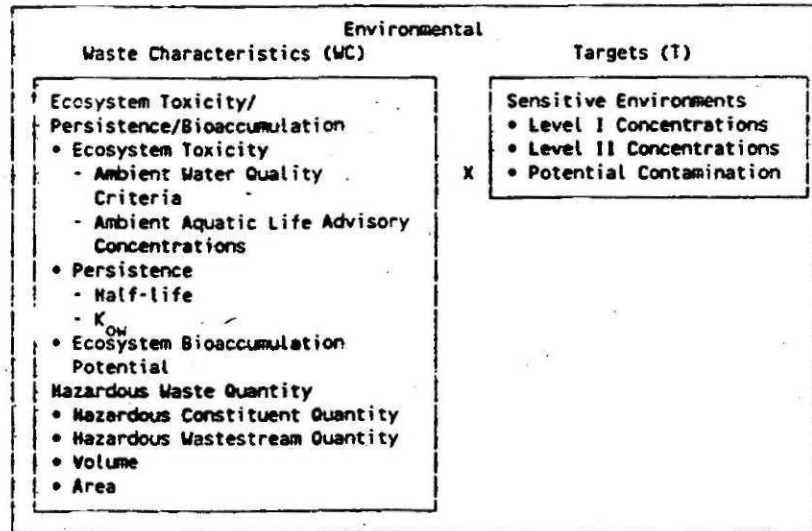 Environmental
Waste Characteristics (WC)
Targets (T)
Ecosystem Toxicity/
Persistence/Bioaccumulation
• Ecosystem Toxicity
- Ambient Water Quality
Criteria
- Ambient Aquatic Life Advisory
Concentrations
• Persistence
- Half-life
- Kow
• Ecosystem Bioaccumulation
Potential
Hazardous Waste Quantity
• Hazardous Constituent Quantity
• Hazardous Wastestream Quantity
• Volume
• Area
X
Sensitive Environments
• Level I Concentrations
• Level II Concentrations
• Potential Contamination